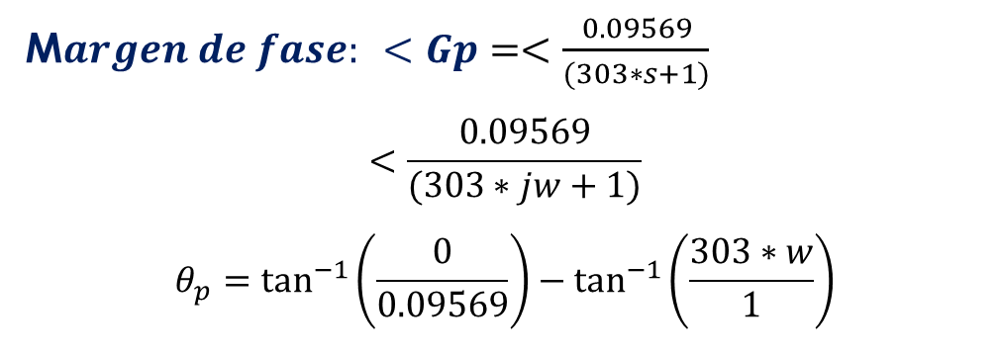 Margen de fase: < Gp =< 0.09569 / (303∗s+1)
< 0.09569 / (303 ∗ jw + 1)
θₚ = tan⁻¹(0 / 0.09569) − tan⁻¹(303 ∗ w / 1)